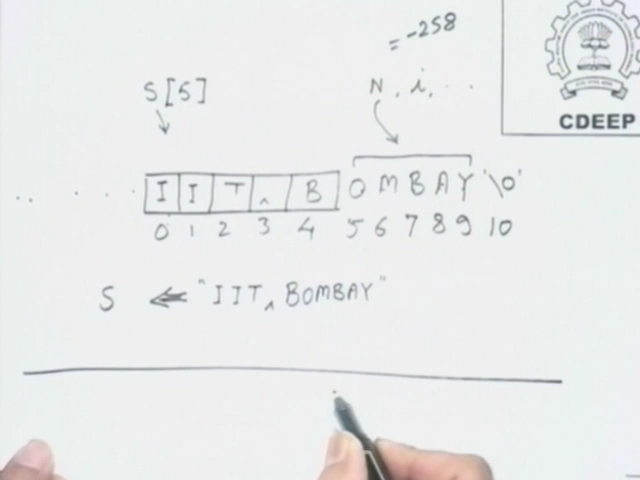 = -258
S[5] N, i, ..
CDEEP
I I T ‸ B O M B A Y '\0'
0 1 2 3 4 5 6 7 8 9 10
S ⇐ "IIT‸BOMBAY"